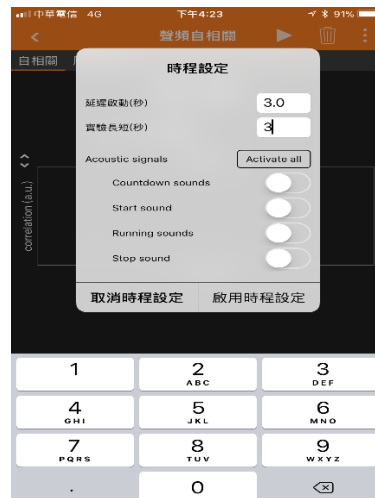 中華電信 4G 下午4:23 91%
聲頻自相關
自相關
時程設定
延遲啟動(秒) 3.0
實驗長短(秒) 3
Acoustic signals Activate all
Countdown sounds
Start sound
Running sounds
Stop sound
correlation (a.u.)
取消時程設定 啟用時程設定
1 2 3
ABC DEF
4 5 6
GHI JKL MNO
7 8 9
PQRS TUV WXYZ
. 0